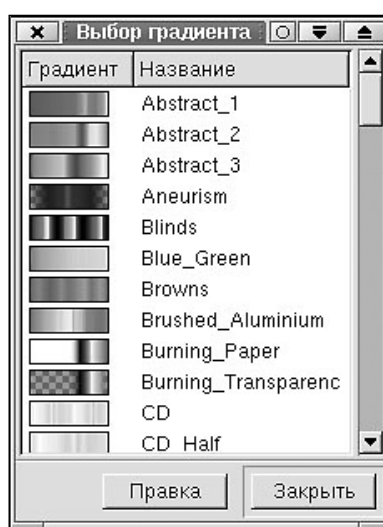 Выбор градиента
Градиент Название
Abstract_1
Abstract_2
Abstract_3
Aneurism
Blinds
Blue_Green
Browns
Brushed_Aluminium
Burning_Paper
Burning_Transparenc
CD
CD_Half
Правка Закрыть